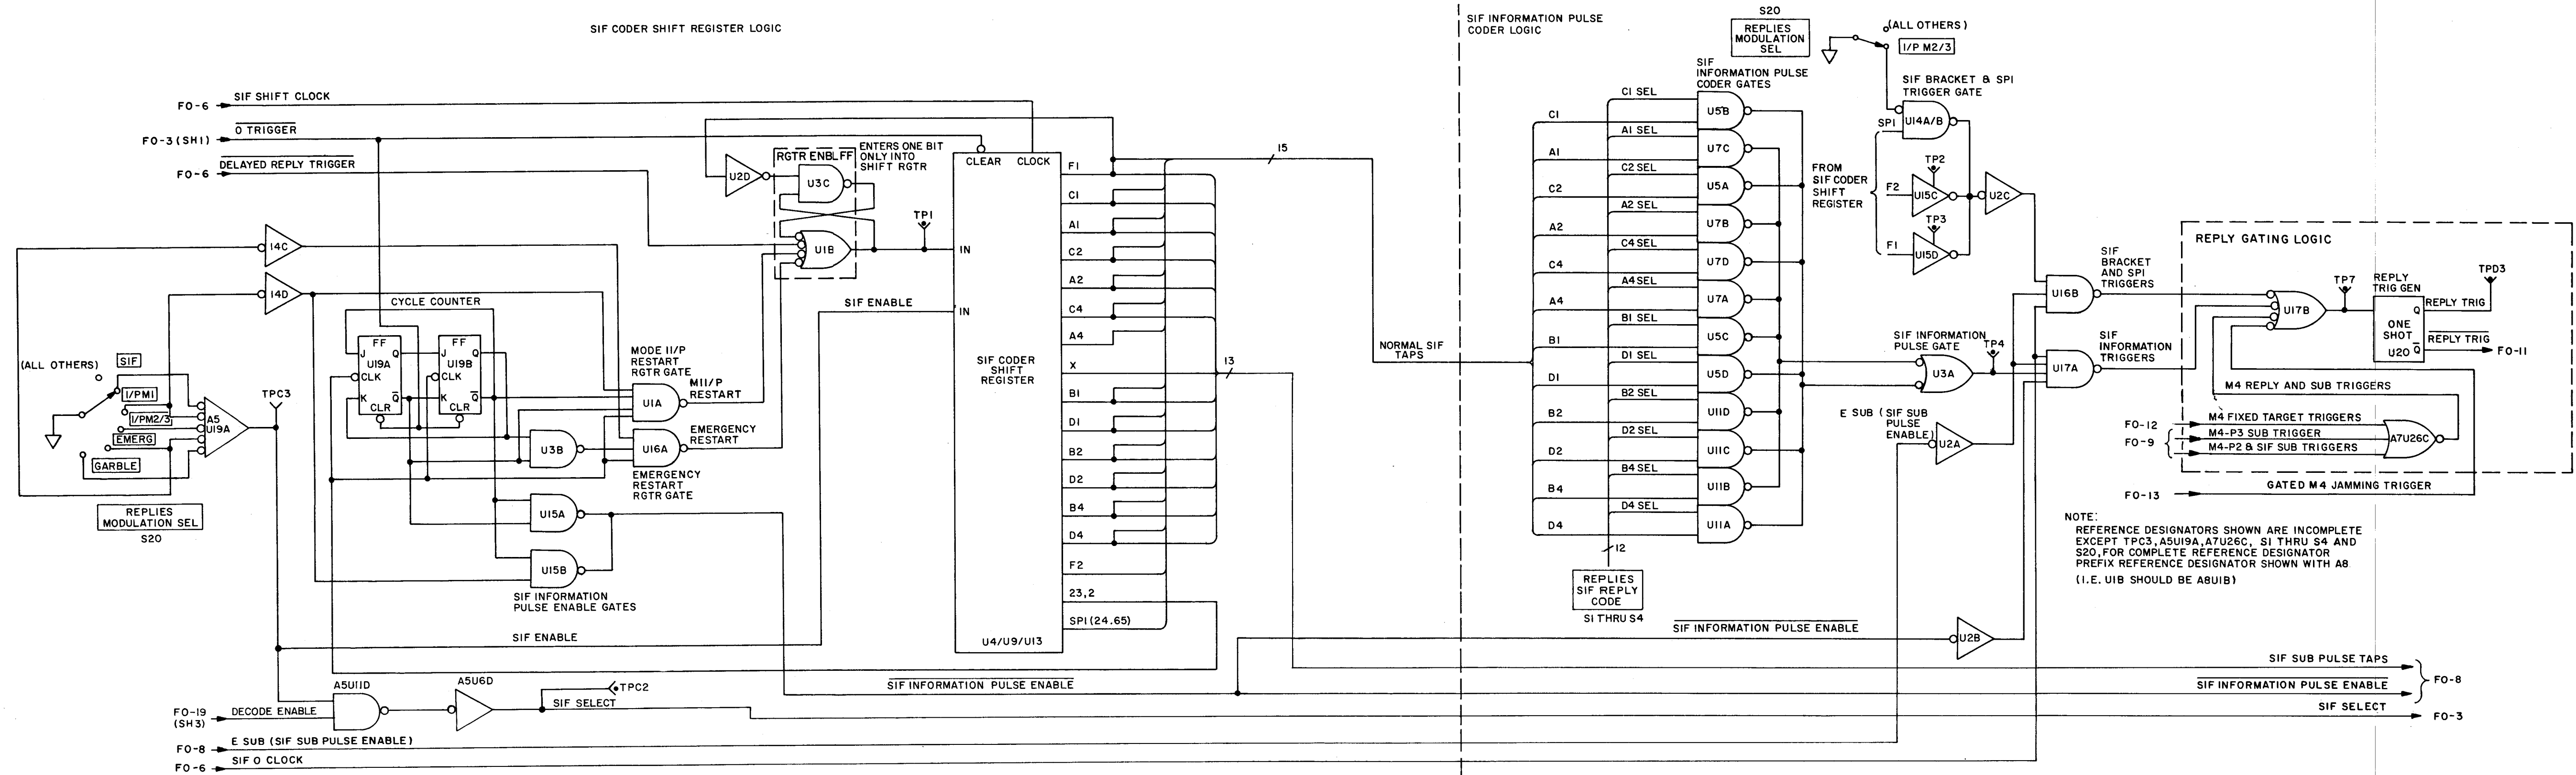 SIF CODER SHIFT REGISTER LOGIC
FO-6
SIF SHIFT CLOCK
FO-3 (SH1)
O TRIGGER
FO-6
DELAYED REPLY TRIGGER
14C
14D
(ALL OTHERS)
SIF
I/PM1
I/PM2/3
EMERG
GARBLE
A5
U19A
TPC3
REPLIES
MODULATION SEL
S20
CYCLE COUNTER
FF
J
Q
U19A
CLK
K
Q
CLR
FF
J
Q
U19B
CLK
K
Q
CLR
MODE II/P
RESTART
RGTR GATE
MII/P
RESTART
U1A
U3B
U16A
EMERGENCY
RESTART
EMERGENCY
RESTART
RGTR GATE
U15A
U15B
SIF INFORMATION
PULSE ENABLE GATES
RGTR ENBL FF
ENTERS ONE BIT
ONLY INTO
SHIFT RGTR
U2D
U3C
U1B
TP1
SIF ENABLE
SIF ENABLE
CLEAR
CLOCK
IN
IN
SIF CODER
SHIFT
REGISTER
U4/U9/U13
F1
C1
A1
C2
A2
C4
A4
X
B1
D1
B2
D2
B4
D4
F2
23,2
SPI (24.65)
15
13
NORMAL SIF
TAPS
A5U11D
A5U6D
TPC2
SIF SELECT
FO-19
(SH3)
DECODE ENABLE
FO-8
E SUB (SIF SUB PULSE ENABLE)
FO-6
SIF O CLOCK
SIF INFORMATION PULSE ENABLE
SIF INFORMATION PULSE
CODER LOGIC
S20
REPLIES
MODULATION
SEL
(ALL OTHERS)
I/P M2/3
SIF
INFORMATION PULSE
CODER GATES
SIF BRACKET & SPI
TRIGGER GATE
C1
C1 SEL
U5B
A1
A1 SEL
U7C
C2
C2 SEL
U5A
A2
A2 SEL
U7B
C4
C4 SEL
U7D
A4
A4 SEL
U7A
B1
B1 SEL
U5C
D1
D1 SEL
U5D
B2
B2 SEL
U11D
D2
D2 SEL
U11C
B4
B4 SEL
U11B
D4
D4 SEL
U11A
12
REPLIES
SIF REPLY
CODE
S1 THRU S4
SPI
U14A/B
FROM
SIF CODER
SHIFT
REGISTER
TP2
F2
U15C
TP3
F1
U15D
U2C
SIF INFORMATION
PULSE GATE
U3A
TP4
E SUB (SIF SUB
PULSE
ENABLE)
U2A
U2B
SIF INFORMATION PULSE ENABLE
SIF
BRACKET
AND SPI
TRIGGERS
U16B
SIF
INFORMATION
TRIGGERS
U17A
REPLY GATING LOGIC
U17B
TP7
REPLY
TRIG GEN
Q
ONE
SHOT
U20
Q
TPD3
REPLY TRIG
REPLY TRIG
FO-11
M4 REPLY AND SUB TRIGGERS
FO-12
M4 FIXED TARGET TRIGGERS
FO-9
M4-P3 SUB TRIGGER
M4-P2 & SIF SUB TRIGGERS
A7U26C
FO-13
GATED M4 JAMMING TRIGGER
NOTE:
REFERENCE DESIGNATORS SHOWN ARE INCOMPLETE
EXCEPT TPC3, A5U19A, A7U26C, S1 THRU S4 AND
S20, FOR COMPLETE REFERENCE DESIGNATOR
PREFIX REFERENCE DESIGNATOR SHOWN WITH A8
(I.E. U1B SHOULD BE A8U1B)
SIF SUB PULSE TAPS
SIF INFORMATION PULSE ENABLE
FO-8
SIF SELECT
FO-3